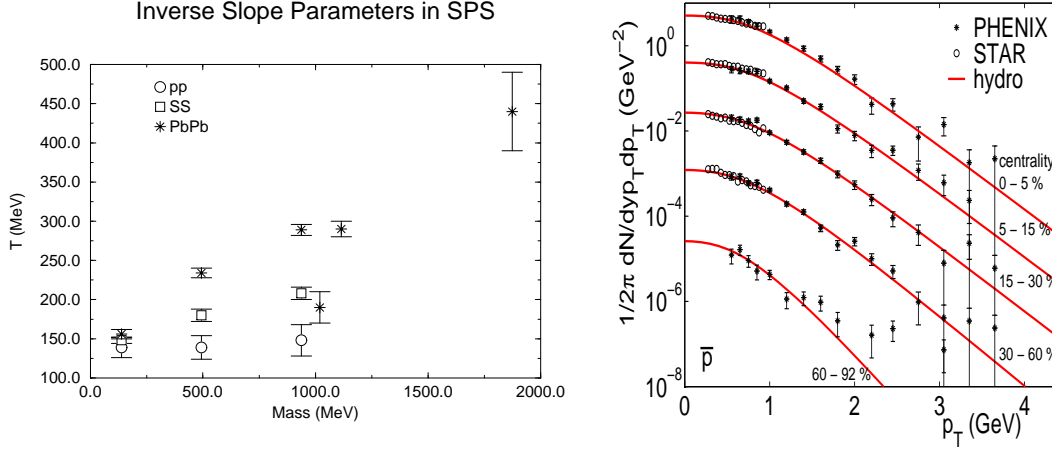 Inverse Slope Parameters in SPS
500.0
450.0
400.0
350.0
300.0
250.0
200.0
150.0
100.0
T (MeV)
pp
SS
PbPb
0.0
500.0
1000.0
1500.0
2000.0
Mass (MeV)
1/2π dN/dyp_T dp_T (GeV^−2)
10^0
10^−2
10^−4
10^−6
10^−8
PHENIX
STAR
hydro
centrality
0 – 5 %
5 – 15 %
15 – 30 %
30 – 60 %
60 – 92 %
p̅
0
1
2
3
4
p_T (GeV)